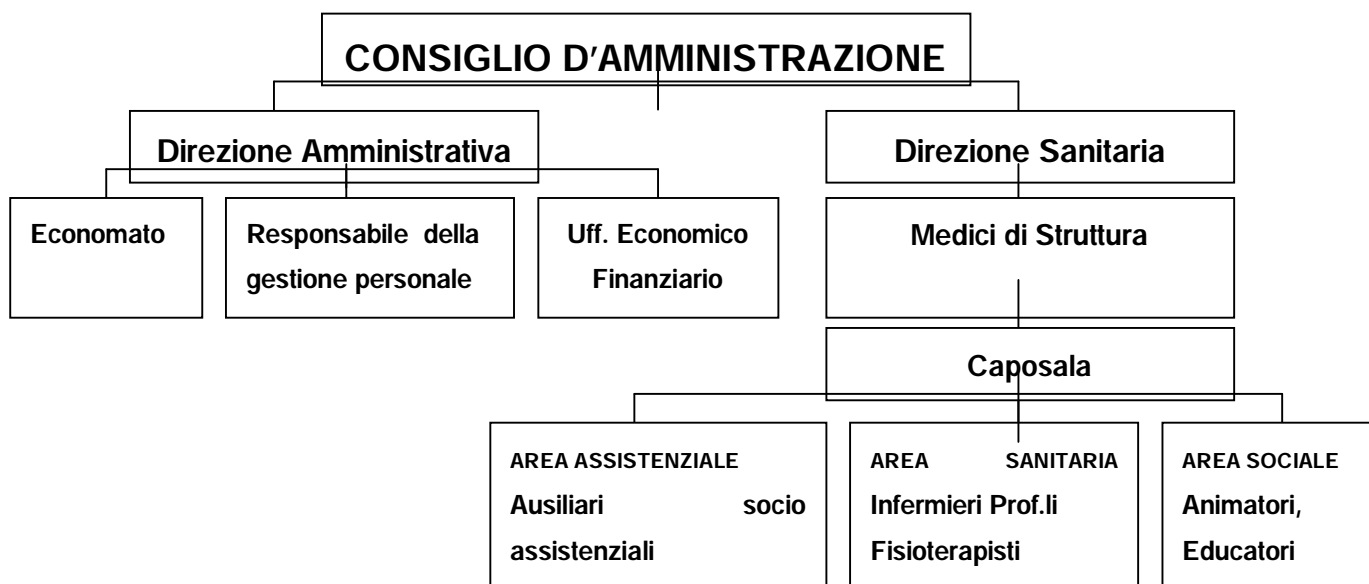 CONSIGLIO D'AMMINISTRAZIONE
Direzione Amministrativa
Direzione Sanitaria
Economato
Responsabile della
gestione personale
Uff. Economico
Finanziario
Medici di Struttura
Caposala
AREA ASSISTENZIALE
Ausiliari socio
assistenziali
AREA SANITARIA
Infermieri Prof.li
Fisioterapisti
AREA SOCIALE
Animatori,
Educatori